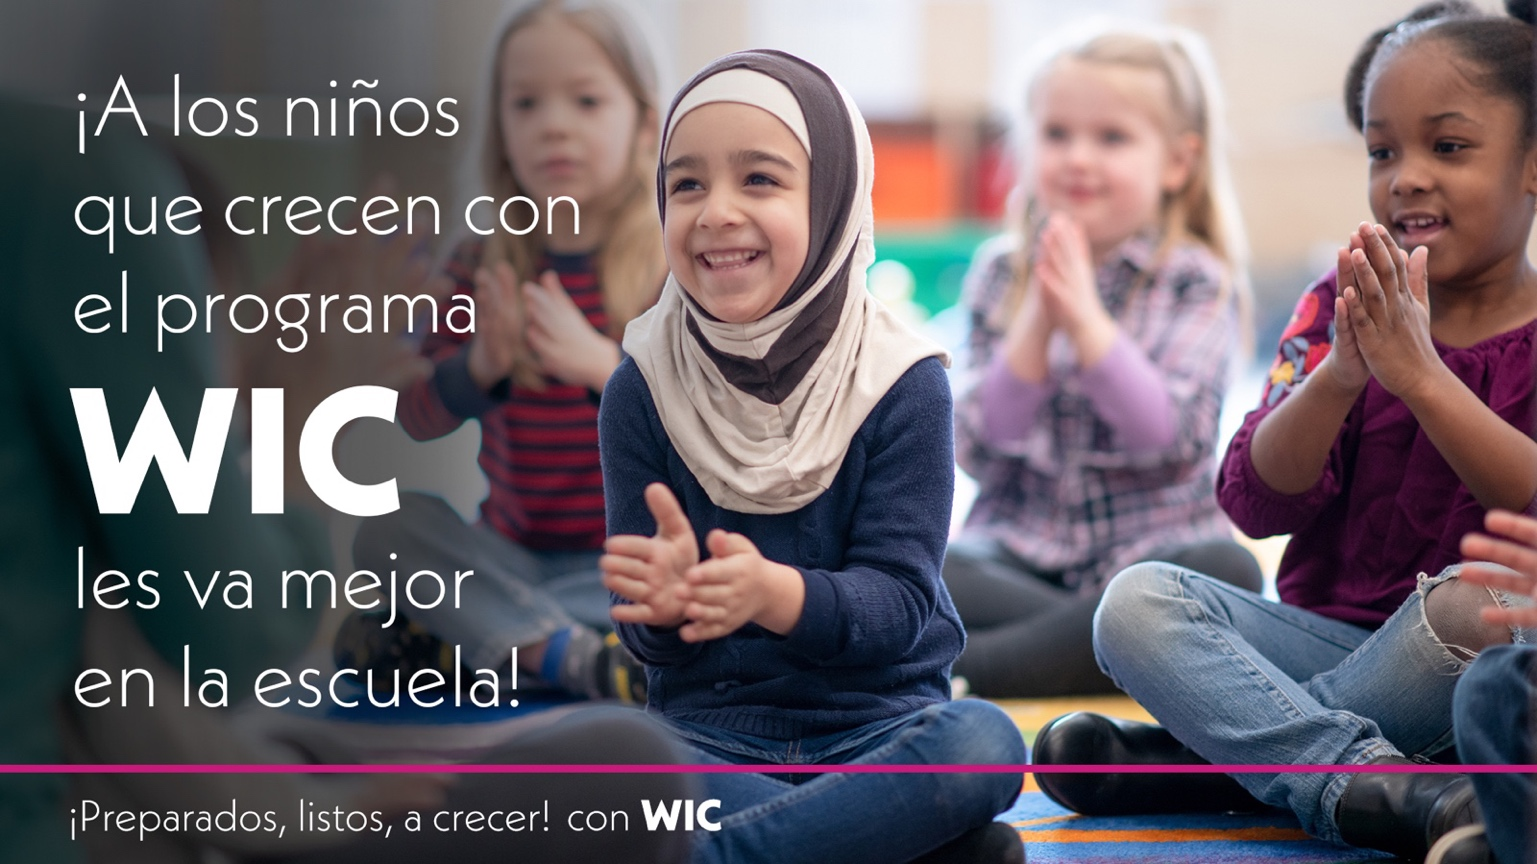 ¡A los niños
que crecen con
el programa
WIC
les va mejor
en la escuela!
¡Preparados, listos, a crecer! con WIC